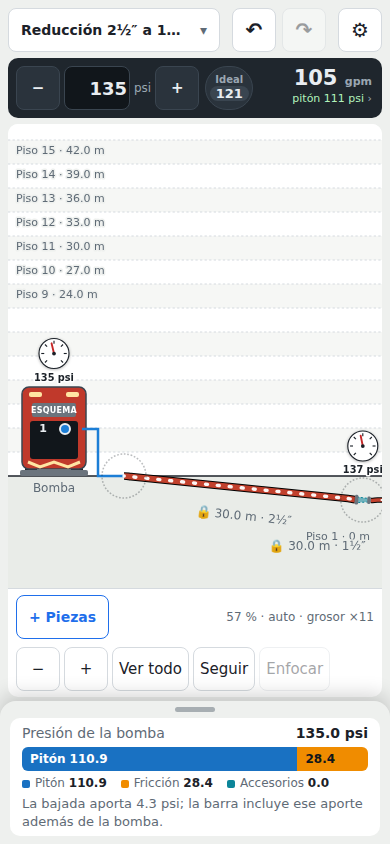 Reducción 2½″ a 1… ▾ ↶ ↷ ⚙
− 135 psi + Ideal 121 105 gpm
pitón 111 psi ›
Piso 15 · 42.0 m
Piso 14 · 39.0 m
Piso 13 · 36.0 m
Piso 12 · 33.0 m
Piso 11 · 30.0 m
Piso 10 · 27.0 m
Piso 9 · 24.0 m
135 psi
ESQUEMA
1
137 psi
Bomba
🔒 30.0 m · 2½″
Piso 1 · 0 m
🔒 30.0 m · 1½″
+ Piezas 57 % · auto · grosor ×11
− + Ver todo Seguir Enfocar
Presión de la bomba 135.0 psi
Pitón 110.9 28.4
Pitón 110.9 Fricción 28.4 Accesorios 0.0
La bajada aporta 4.3 psi; la barra incluye ese aporte
además de la bomba.